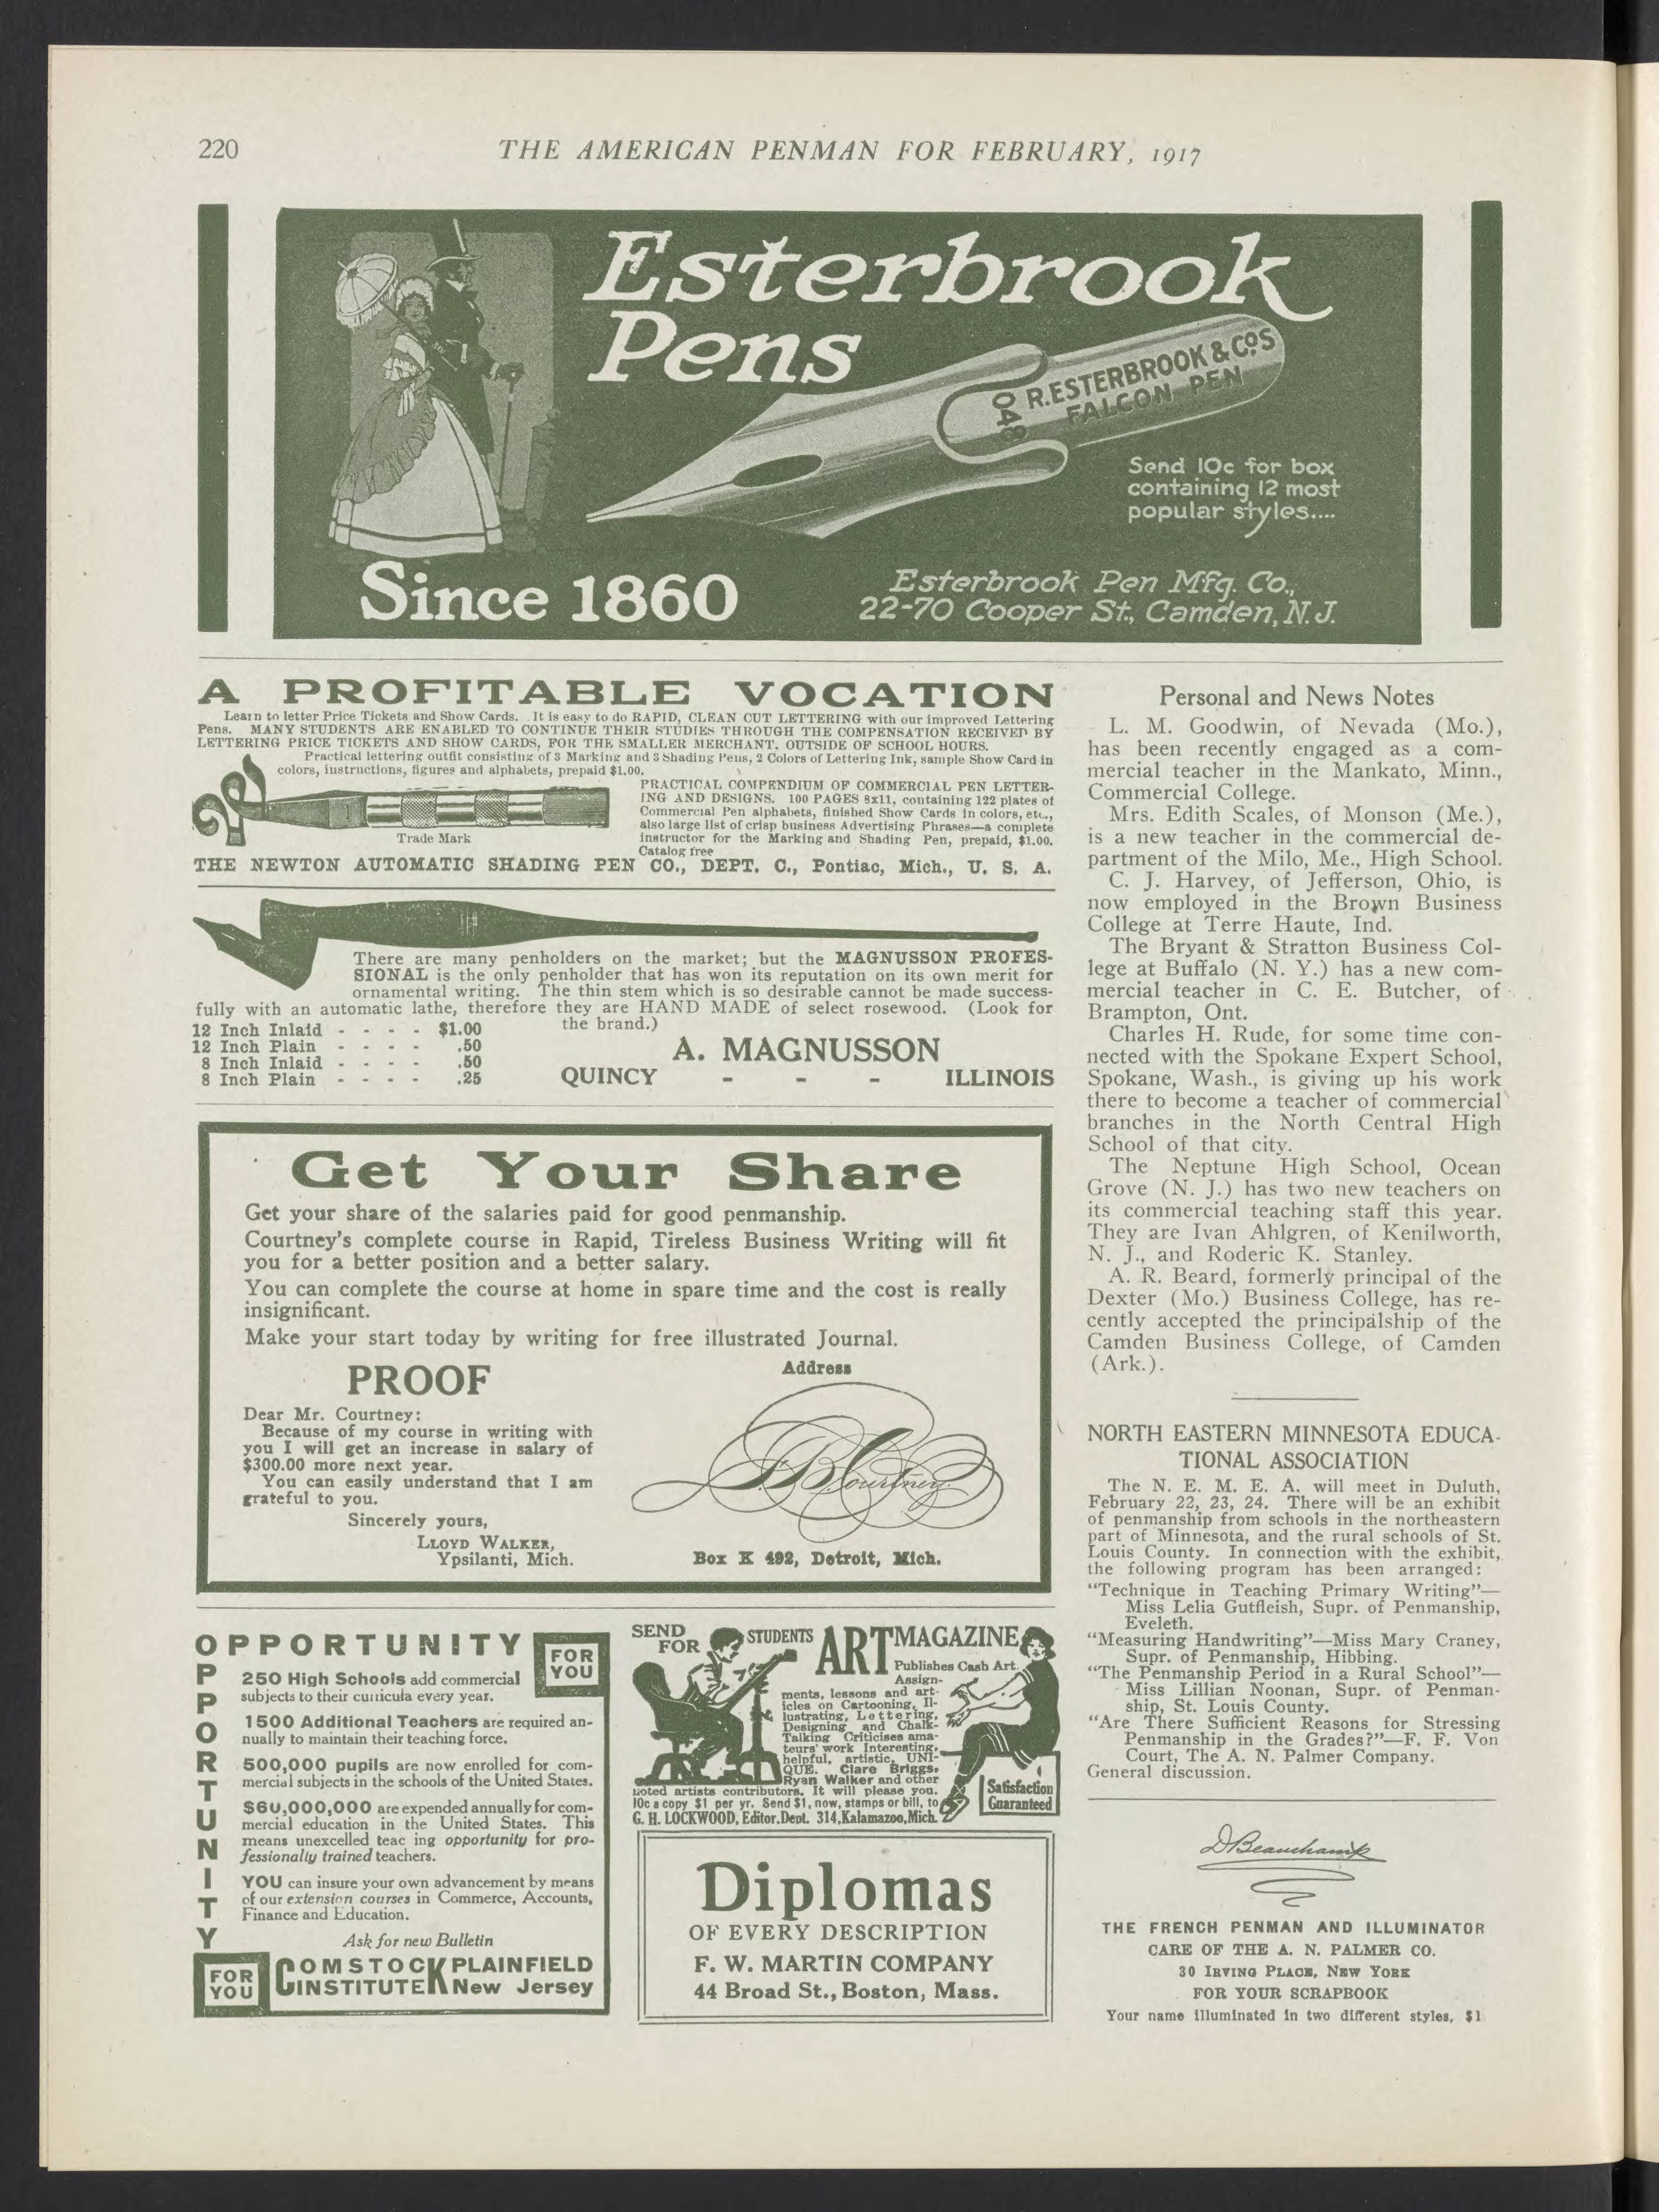 220
THE AMERICAN PENMAN FOR FEBRUARY, 1917
Esterbrook
Pens
R. ESTERBROOK & CO'S
FALCON PEN
048
Send 10c for box
containing 12 most
popular styles....
Since 1860
Esterbrook Pen Mfg. Co.,
22-70 Cooper St., Camden, N. J.
A PROFITABLE VOCATION
Learn to letter Price Tickets and Show Cards. It is easy to do RAPID, CLEAN CUT LETTERING with our improved Lettering
Pens. MANY STUDENTS ARE ENABLED TO CONTINUE THEIR STUDIES THROUGH THE COMPENSATION RECEIVED BY
LETTERING PRICE TICKETS AND SHOW CARDS, FOR THE SMALLER MERCHANT, OUTSIDE OF SCHOOL HOURS.
Practical lettering outfit consisting of 3 Marking and 3 Shading Pens, 2 Colors of Lettering Ink, sample Show Card in
colors, instructions, figures and alphabets, prepaid $1.00.
PRACTICAL COMPENDIUM OF COMMERCIAL PEN LETTER-
ING AND DESIGNS. 100 PAGES 8x11, containing 122 plates of
Commercial Pen alphabets, finished Show Cards in colors, etc.,
also large list of crisp business Advertising Phrases—a complete
instructor for the Marking and Shading Pen, prepaid, $1.00.
Catalog free
Trade Mark
THE NEWTON AUTOMATIC SHADING PEN CO., DEPT. C., Pontiac, Mich., U. S. A.
There are many penholders on the market; but the MAGNUSSON PROFES-
SIONAL is the only penholder that has won its reputation on its own merit for
ornamental writing. The thin stem which is so desirable cannot be made success-
fully with an automatic lathe, therefore they are HAND MADE of select rosewood. (Look for
the brand.)
12 Inch Inlaid - - - - $1.00
12 Inch Plain - - - - .50
8 Inch Inlaid - - - - .50
8 Inch Plain - - - - .25
A. MAGNUSSON
QUINCY - - - ILLINOIS
Get Your Share
Get your share of the salaries paid for good penmanship.
Courtney's complete course in Rapid, Tireless Business Writing will fit
you for a better position and a better salary.
You can complete the course at home in spare time and the cost is really
insignificant.
Make your start today by writing for free illustrated Journal.
PROOF
Dear Mr. Courtney:
Because of my course in writing with
you I will get an increase in salary of
$300.00 more next year.
You can easily understand that I am
grateful to you.
Sincerely yours,
LLOYD WALKER,
Ypsilanti, Mich.
Address
Courtney
Box K 492, Detroit, Mich.
OPPORTUNITY
OPPORTUNITY
FOR
YOU
250 High Schools add commercial
subjects to their curricula every year.
1500 Additional Teachers are required an-
nually to maintain their teaching force.
500,000 pupils are now enrolled for com-
mercial subjects in the schools of the United States.
$60,000,000 are expended annually for com-
mercial education in the United States. This
means unexcelled teac ing opportunity for pro-
fessionally trained teachers.
YOU can insure your own advancement by means
of our extension courses in Commerce, Accounts,
Finance and Education.
Ask for new Bulletin
FOR
YOU
COMSTOCK PLAINFIELD
INSTITUTE New Jersey
SEND
FOR
STUDENTS ART MAGAZINE
Publishes Cash Art
Assign-
ments, lessons and art-
icles on Cartooning, Il-
lustrating, Lettering,
Designing and Chalk-
Talking Criticises ama-
teurs' work Interesting,
helpful, artistic, UNI-
QUE. Clare Briggs,
Ryan Walker and other
noted artists contributors. It will please you.
10c a copy $1 per yr. Send $1, now, stamps or bill, to
G. H. LOCKWOOD, Editor. Dept. 314, Kalamazoo, Mich.
Satisfaction
Guaranteed
Diplomas
OF EVERY DESCRIPTION
F. W. MARTIN COMPANY
44 Broad St., Boston, Mass.
Personal and News Notes
L. M. Goodwin, of Nevada (Mo.),
has been recently engaged as a com-
mercial teacher in the Mankato, Minn.,
Commercial College.
Mrs. Edith Scales, of Monson (Me.),
is a new teacher in the commercial de-
partment of the Milo, Me., High School.
C. J. Harvey, of Jefferson, Ohio, is
now employed in the Brown Business
College at Terre Haute, Ind.
The Bryant & Stratton Business Col-
lege at Buffalo (N. Y.) has a new com-
mercial teacher in C. E. Butcher, of
Brampton, Ont.
Charles H. Rude, for some time con-
nected with the Spokane Expert School,
Spokane, Wash., is giving up his work
there to become a teacher of commercial
branches in the North Central High
School of that city.
The Neptune High School, Ocean
Grove (N. J.) has two new teachers on
its commercial teaching staff this year.
They are Ivan Ahlgren, of Kenilworth,
N. J., and Roderic K. Stanley.
A. R. Beard, formerly principal of the
Dexter (Mo.) Business College, has re-
cently accepted the principalship of the
Camden Business College, of Camden
(Ark.).
NORTH EASTERN MINNESOTA EDUCA-
TIONAL ASSOCIATION
The N. E. M. E. A. will meet in Duluth,
February 22, 23, 24. There will be an exhibit
of penmanship from schools in the northeastern
part of Minnesota, and the rural schools of St.
Louis County. In connection with the exhibit,
the following program has been arranged:
"Technique in Teaching Primary Writing"—
Miss Lelia Gutfleish, Supr. of Penmanship,
Eveleth.
"Measuring Handwriting"—Miss Mary Craney,
Supr. of Penmanship, Hibbing.
"The Penmanship Period in a Rural School"—
Miss Lillian Noonan, Supr. of Penman-
ship, St. Louis County.
"Are There Sufficient Reasons for Stressing
Penmanship in the Grades?"—F. F. Von
Court, The A. N. Palmer Company.
General discussion.
D Beauchamp
THE FRENCH PENMAN AND ILLUMINATOR
CARE OF THE A. N. PALMER CO.
30 IRVING PLACE, NEW YORK
FOR YOUR SCRAPBOOK
Your name illuminated in two different styles, $1